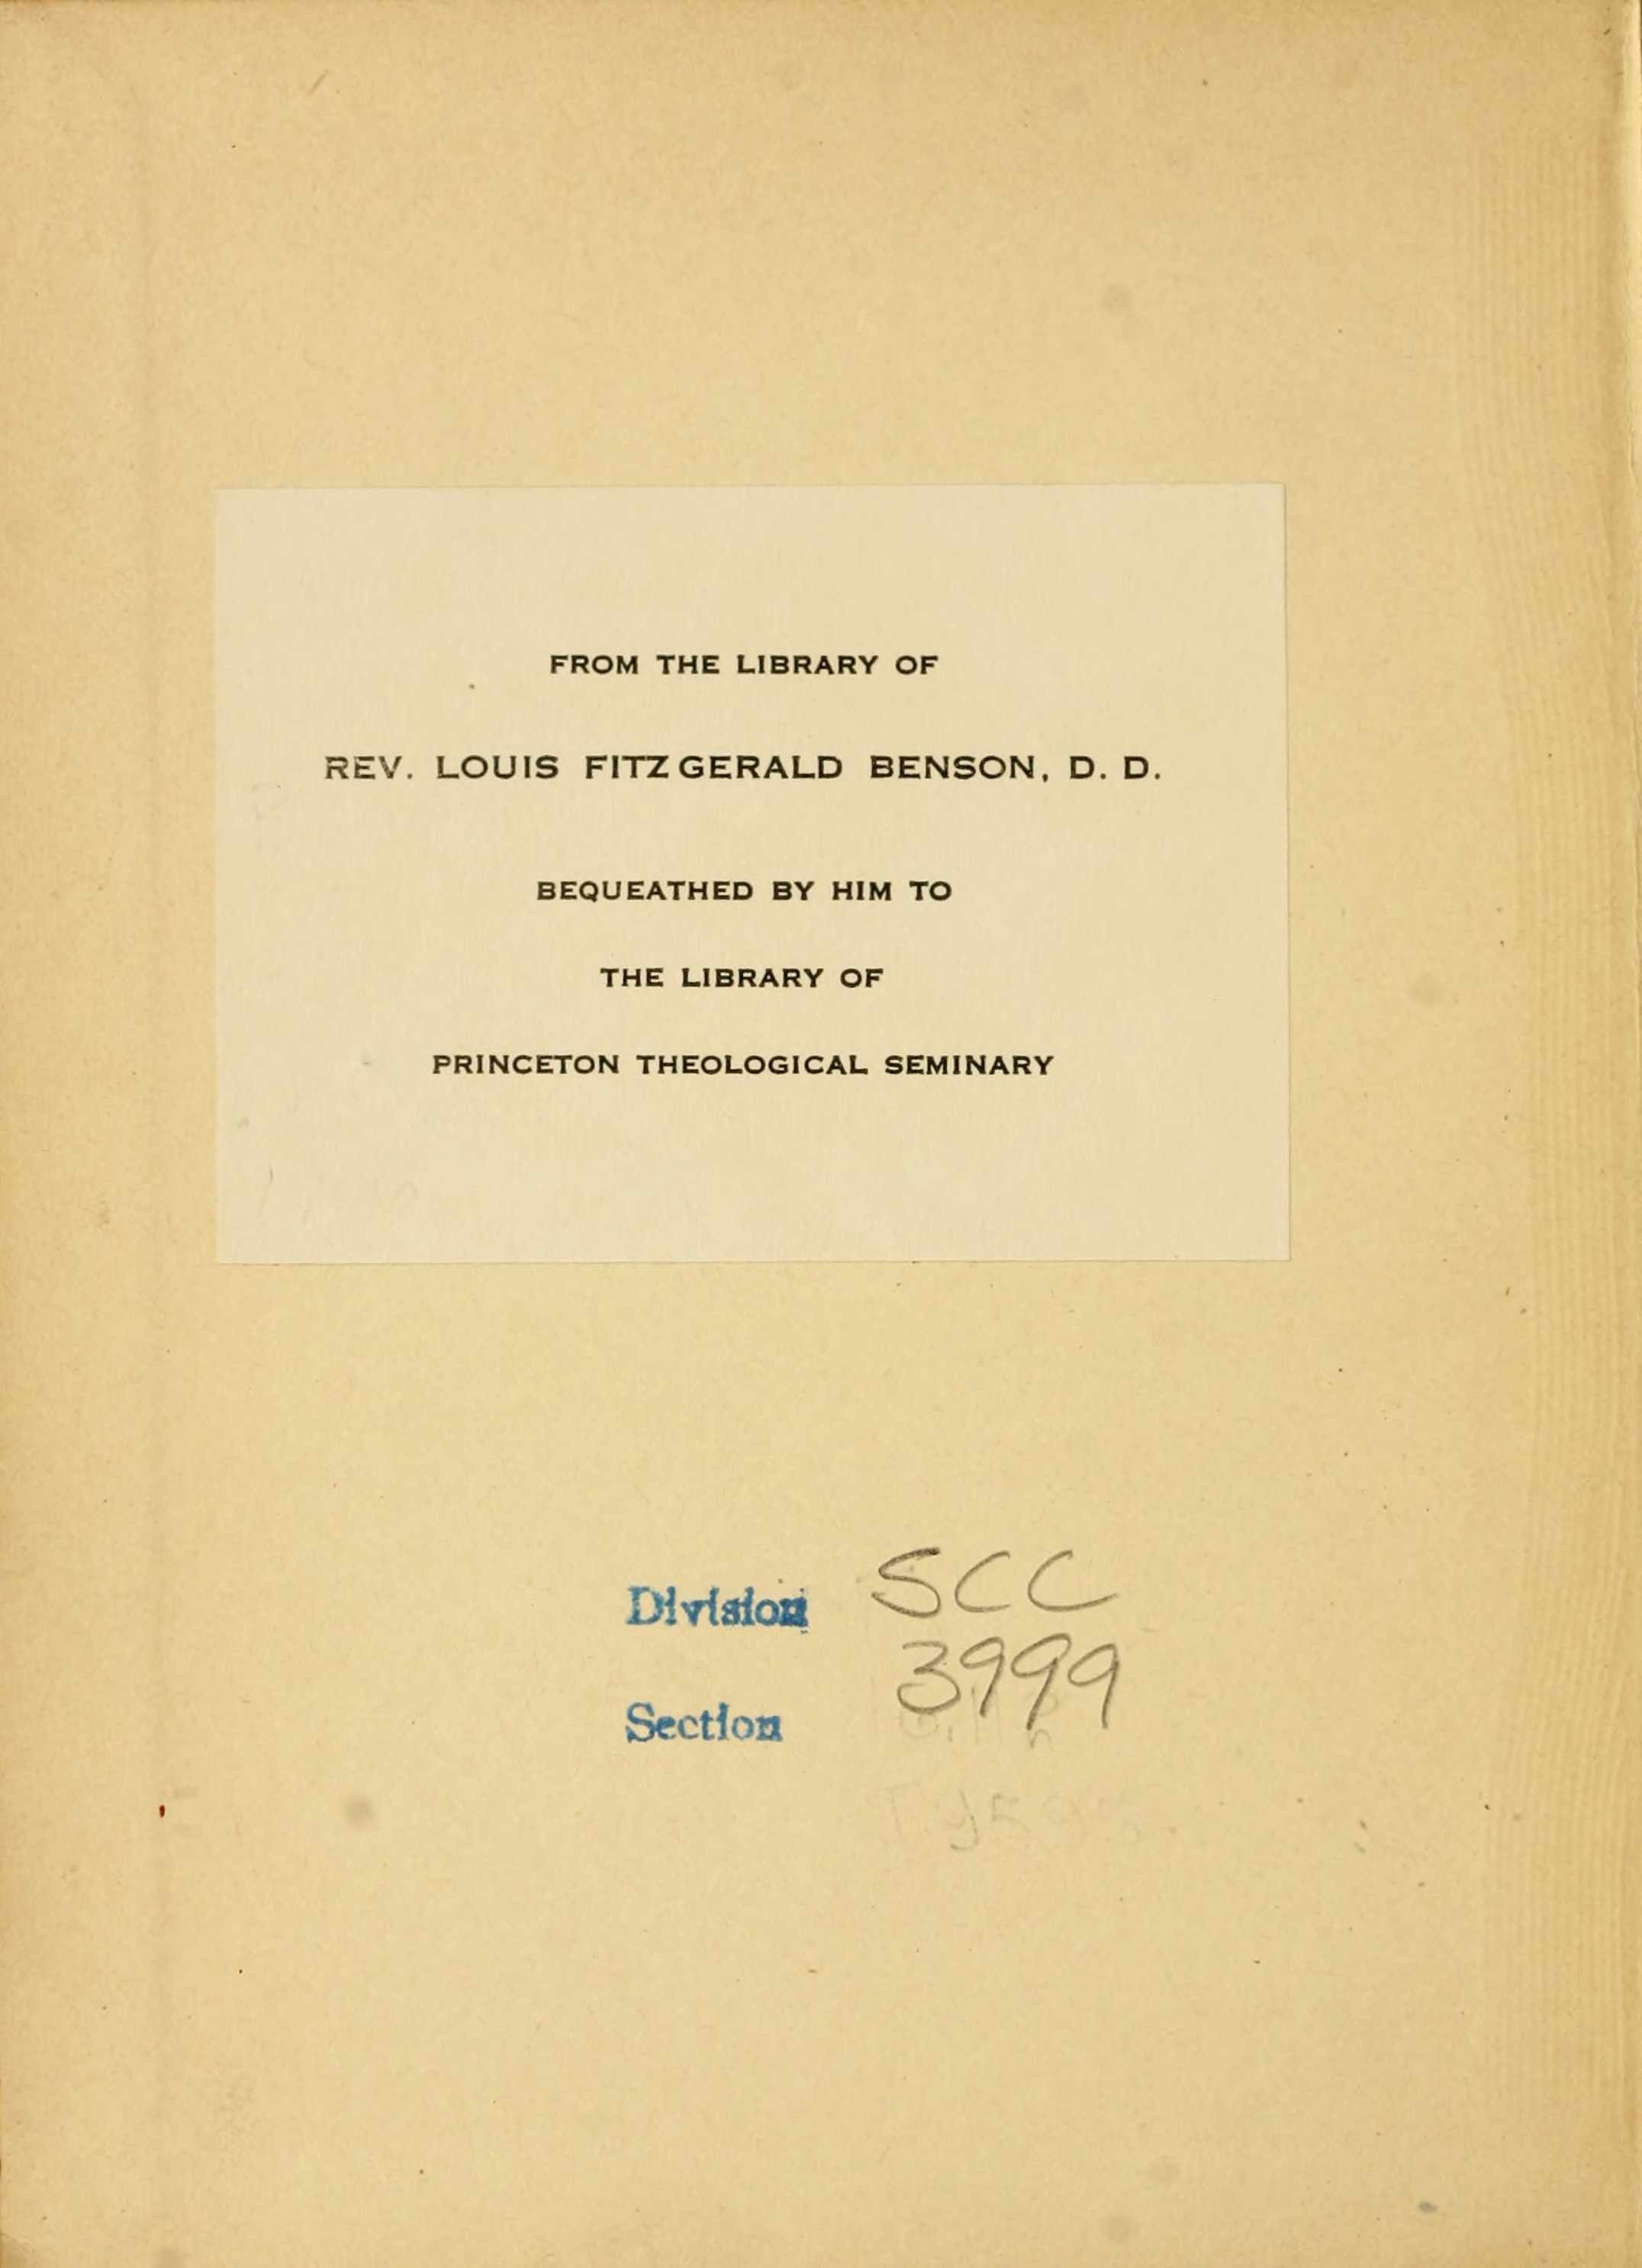 FROM THE LIBRARY OF
REV. LOUIS FITZGERALD BENSON, D. D.
BEQUEATHED BY HIM TO
THE LIBRARY OF
PRINCETON THEOLOGICAL SEMINARY
Division SCC
3999
Section